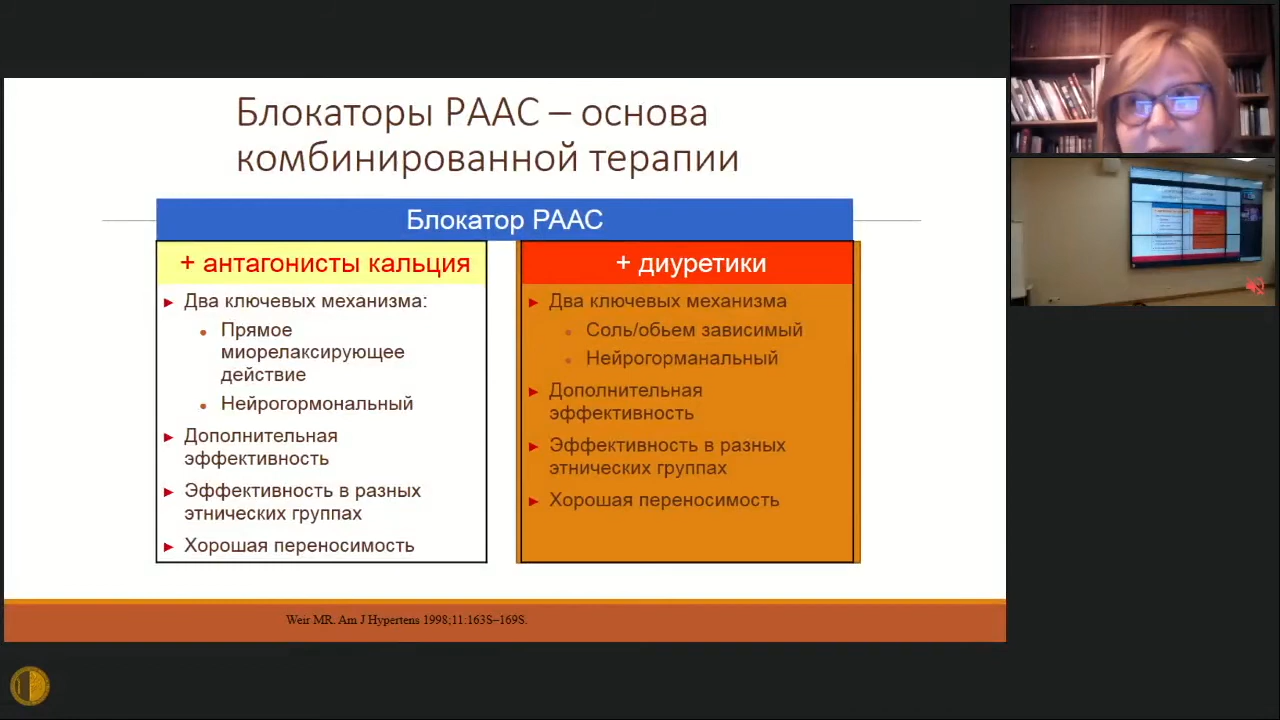 Блокаторы РААС – основа
комбинированной терапии
Блокатор РААС
+ антагонисты кальция
Два ключевых механизма:
Прямое
миорелаксирующее
действие
Нейрогормональный
Дополнительная
эффективность
Эффективность в разных
этнических группах
Хорошая переносимость
+ диуретики
Два ключевых механизма
Соль/обьем зависимый
Нейрогорманальный
Дополнительная
эффективность
Эффективность в разных
этнических группах
Хорошая переносимость
Weir MR. Am J Hypertens 1998;11:163S–169S.